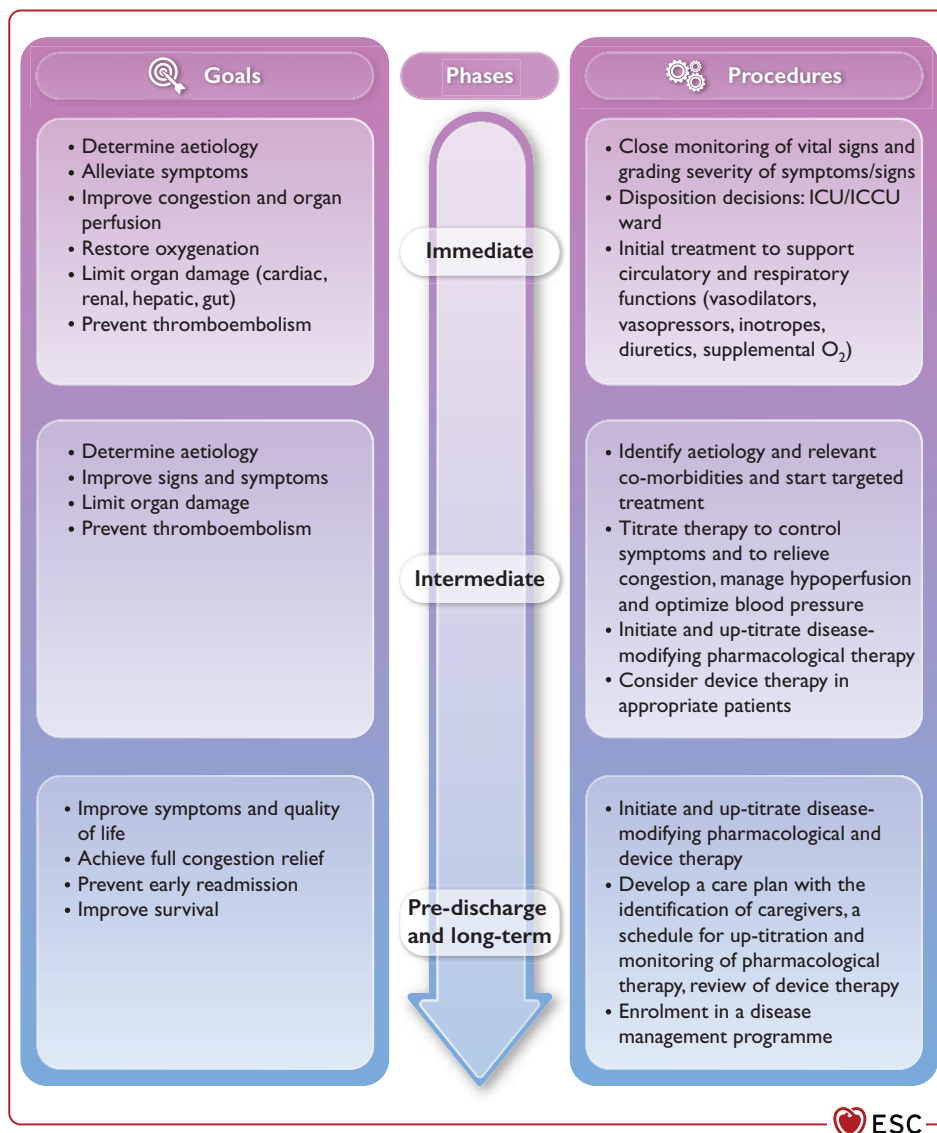 Goals
Phases
Procedures
• Determine aetiology
• Alleviate symptoms
• Improve congestion and organ
perfusion
• Restore oxygenation
• Limit organ damage (cardiac,
renal, hepatic, gut)
• Prevent thromboembolism
Immediate
• Close monitoring of vital signs and
grading severity of symptoms/signs
• Disposition decisions: ICU/ICCU
ward
• Initial treatment to support
circulatory and respiratory
functions (vasodilators,
vasopressors, inotropes,
diuretics, supplemental O₂)
• Determine aetiology
• Improve signs and symptoms
• Limit organ damage
• Prevent thromboembolism
Intermediate
• Identify aetiology and relevant
co-morbidities and start targeted
treatment
• Titrate therapy to control
symptoms and to relieve
congestion, manage hypoperfusion
and optimize blood pressure
• Initiate and up-titrate disease-
modifying pharmacological therapy
• Consider device therapy in
appropriate patients
• Improve symptoms and quality
of life
• Achieve full congestion relief
• Prevent early readmission
• Improve survival
Pre-discharge
and long-term
• Initiate and up-titrate disease-
modifying pharmacological and
device therapy
• Develop a care plan with the
identification of caregivers, a
schedule for up-titration and
monitoring of pharmacological
therapy, review of device therapy
• Enrolment in a disease
management programme
ESC